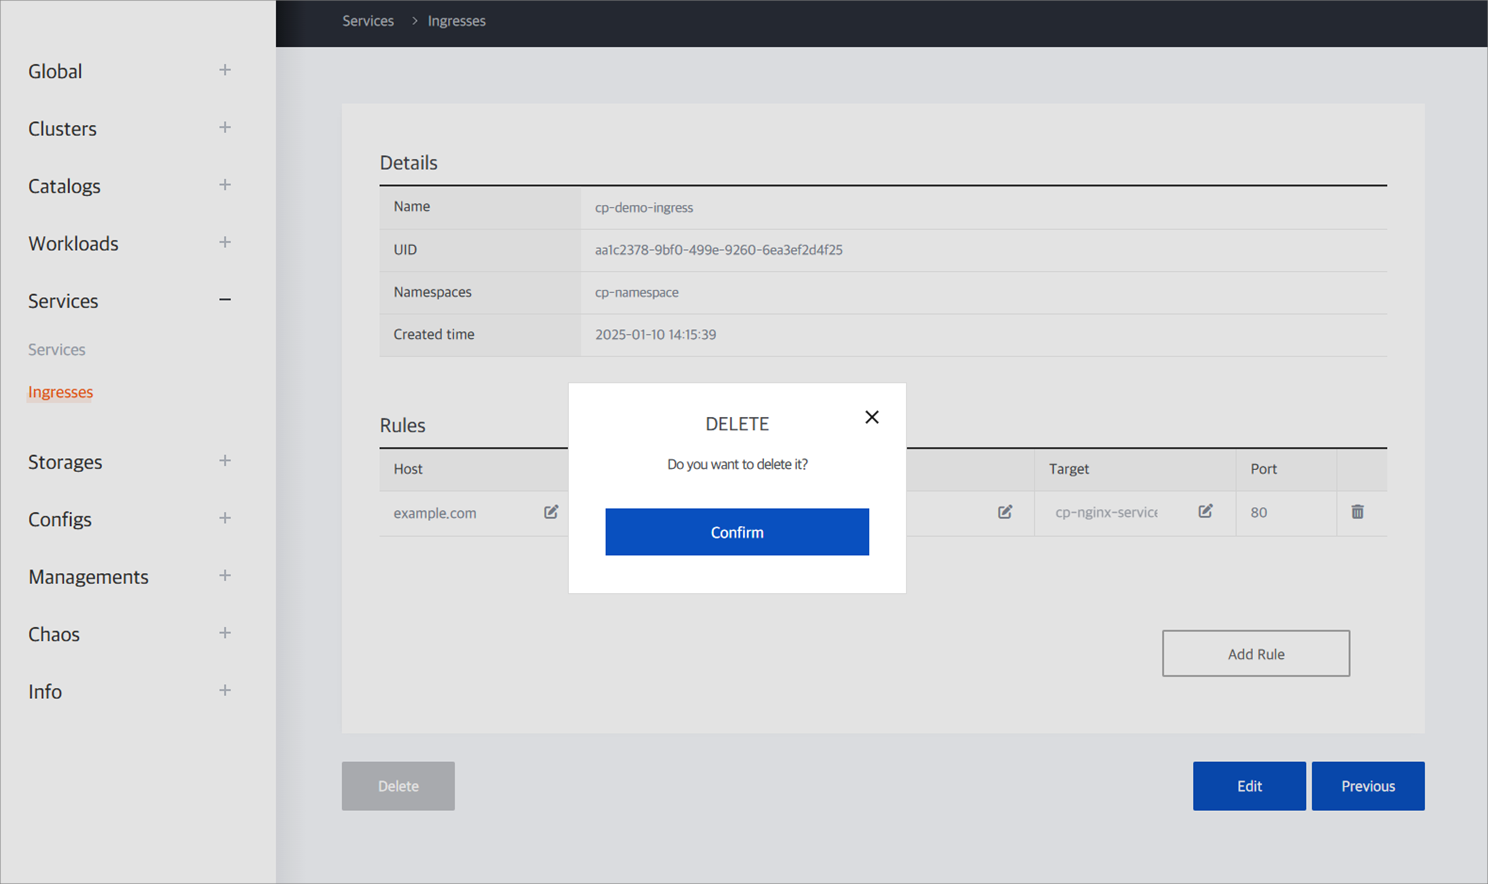 Services > Ingresses
Global
Clusters
Catalogs
Workloads
Services
Services
Ingresses
Storages
Configs
Managements
Chaos
Info
Details
Name cp-demo-ingress
UID aa1c2378-9bf0-499e-9260-6ea3ef2d4f25
Namespaces cp-namespace
Created time 2025-01-10 14:15:39
Rules
Host Target Port
example.com cp-nginx-service 80
DELETE
Do you want to delete it?
Confirm
Add Rule
Delete Edit Previous